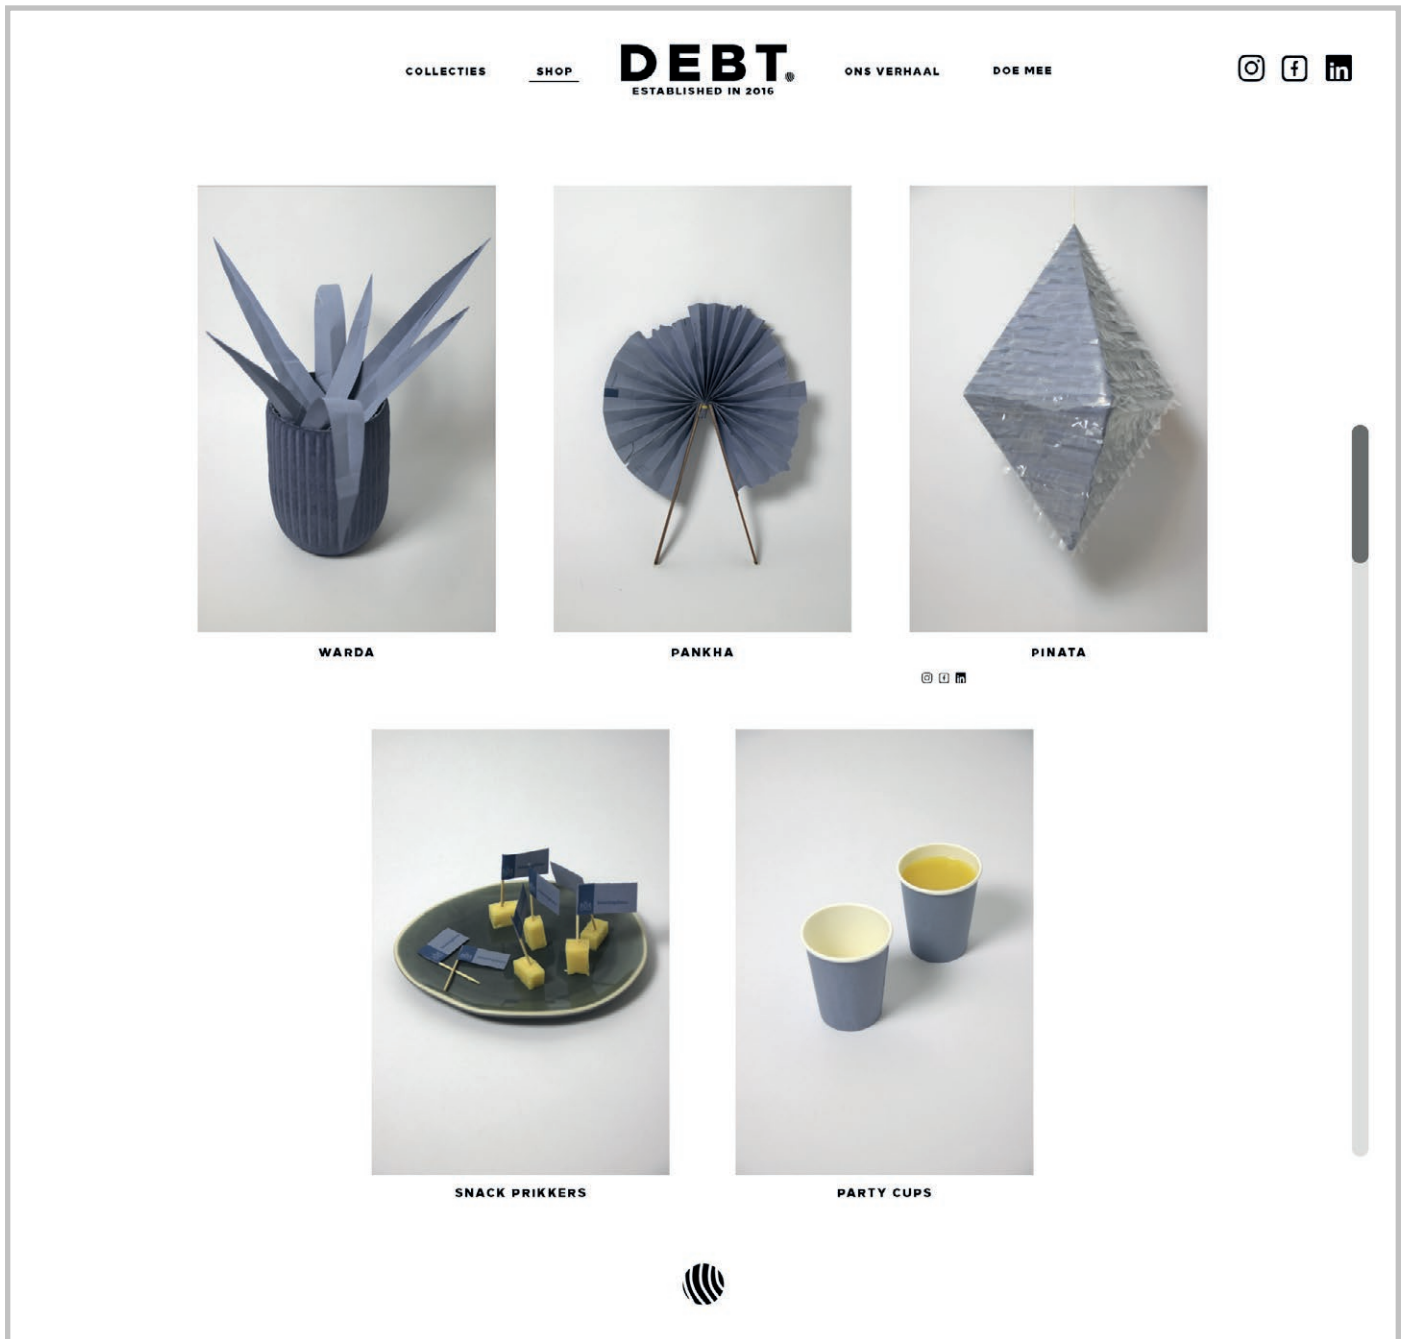 COLLECTIES
SHOP
DEBT.
ESTABLISHED IN 2016
ONS VERHAAL
DOE MEE
WARDA
PANKHA
PINATA
SNACK PRIKKERS
PARTY CUPS